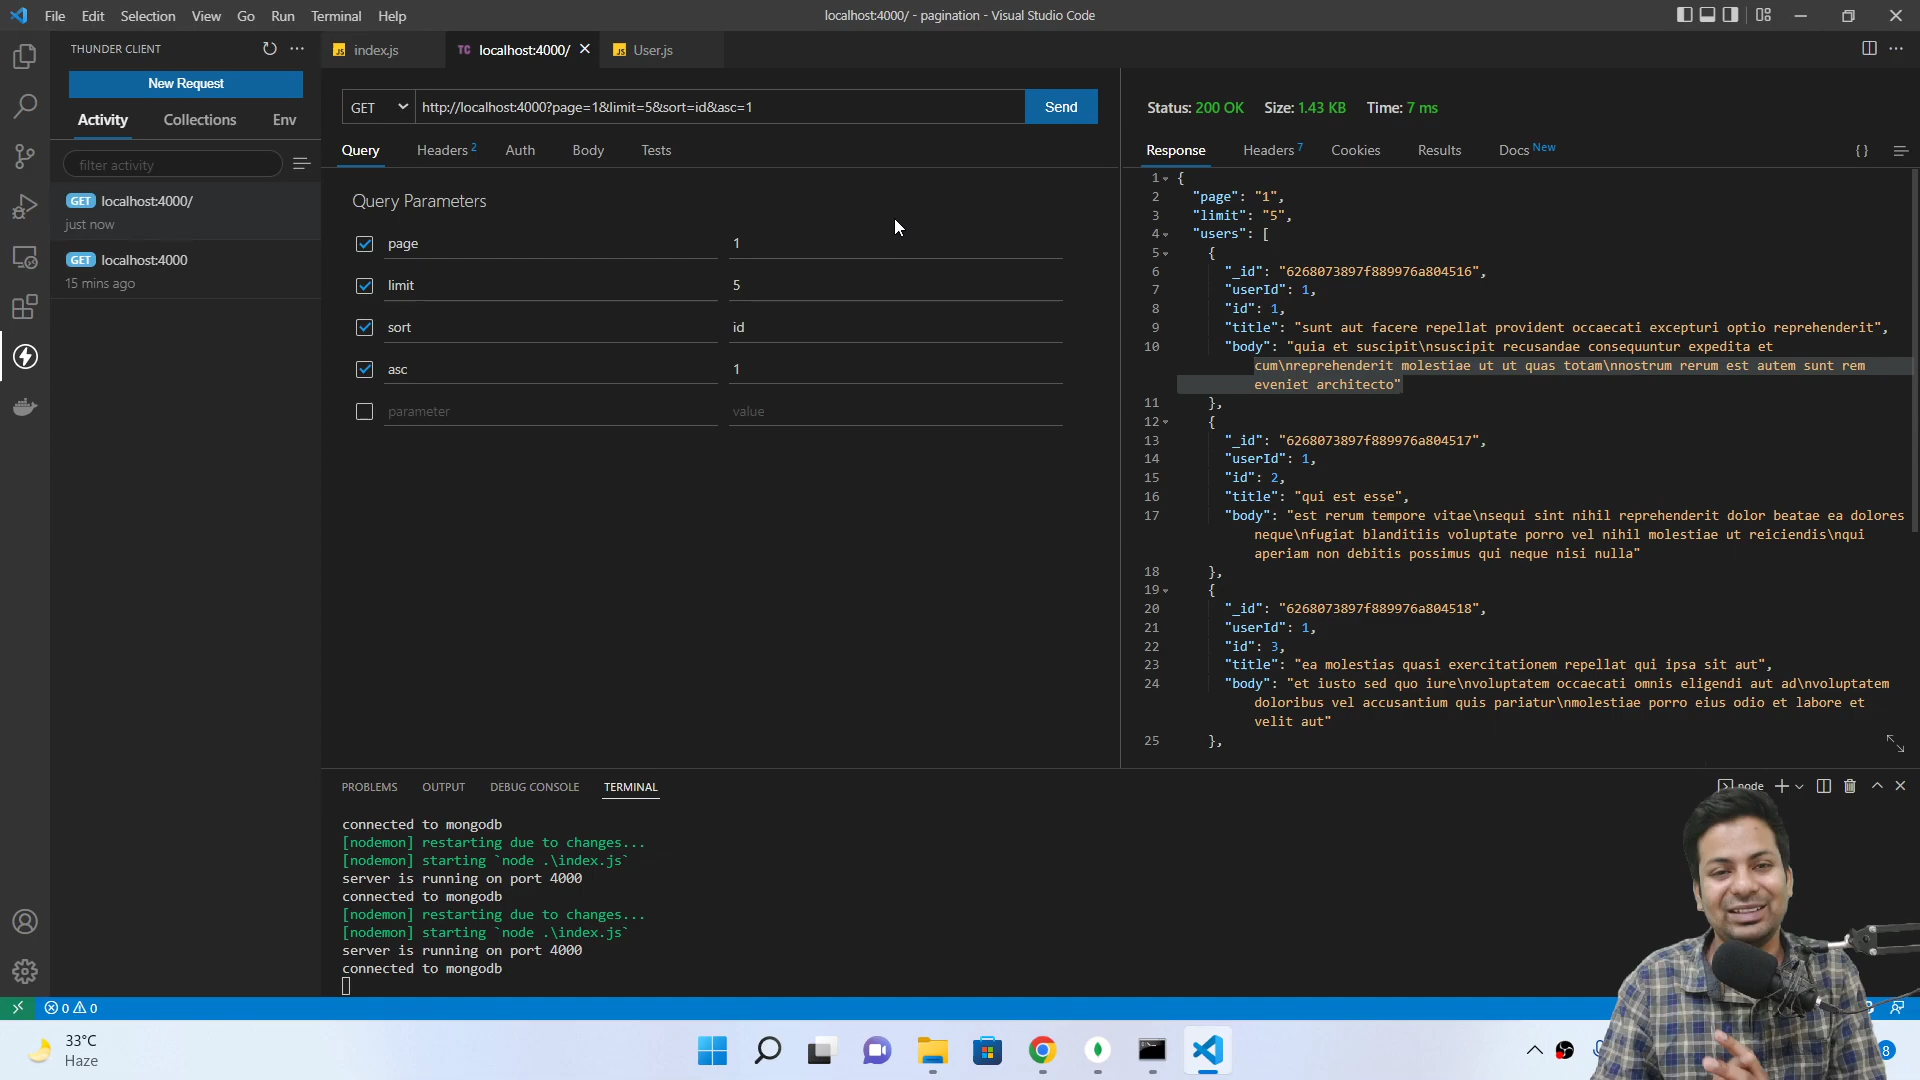 File Edit Selection View Go Run Terminal Help
localhost:4000/ - pagination - Visual Studio Code
THUNDER CLIENT
New Request
Activity Collections Env
filter activity
GET localhost:4000/
just now
GET localhost:4000
15 mins ago
JS index.js
TC localhost:4000/
JS User.js
GET http://localhost:4000?page=1&limit=5&sort=id&asc=1 Send
Query Headers 2 Auth Body Tests
Query Parameters
page 1
limit 5
sort id
asc 1
parameter value
Status: 200 OK Size: 1.43 KB Time: 7 ms
Response Headers 7 Cookies Results Docs New
{ }
1 {
2 "page": "1",
3 "limit": "5",
4 "users": [
5 {
6 "_id": "6268073897f889976a804516",
7 "userId": 1,
8 "id": 1,
9 "title": "sunt aut facere repellat provident occaecati excepturi optio reprehenderit",
10 "body": "quia et suscipit\nsuscipit recusandae consequuntur expedita et
cum\nreprehenderit molestiae ut ut quas totam\nnostrum rerum est autem sunt rem
eveniet architecto"
11 },
12 {
13 "_id": "6268073897f889976a804517",
14 "userId": 1,
15 "id": 2,
16 "title": "qui est esse",
17 "body": "est rerum tempore vitae\nsequi sint nihil reprehenderit dolor beatae ea dolores
neque\nfugiat blanditiis voluptate porro vel nihil molestiae ut reiciendis\nqui
aperiam non debitis possimus qui neque nisi nulla"
18 },
19 {
20 "_id": "6268073897f889976a804518",
21 "userId": 1,
22 "id": 3,
23 "title": "ea molestias quasi exercitationem repellat qui ipsa sit aut",
24 "body": "et iusto sed quo iure\nvoluptatem occaecati omnis eligendi aut ad\nvoluptatem
doloribus vel accusantium quis pariatur\nmolestiae porro eius odio et labore et
velit aut"
25 },
PROBLEMS OUTPUT DEBUG CONSOLE TERMINAL
node
connected to mongodb
[nodemon] restarting due to changes...
[nodemon] starting `node .\index.js`
server is running on port 4000
connected to mongodb
[nodemon] restarting due to changes...
[nodemon] starting `node .\index.js`
server is running on port 4000
connected to mongodb
0 0
33°C
Haze
8